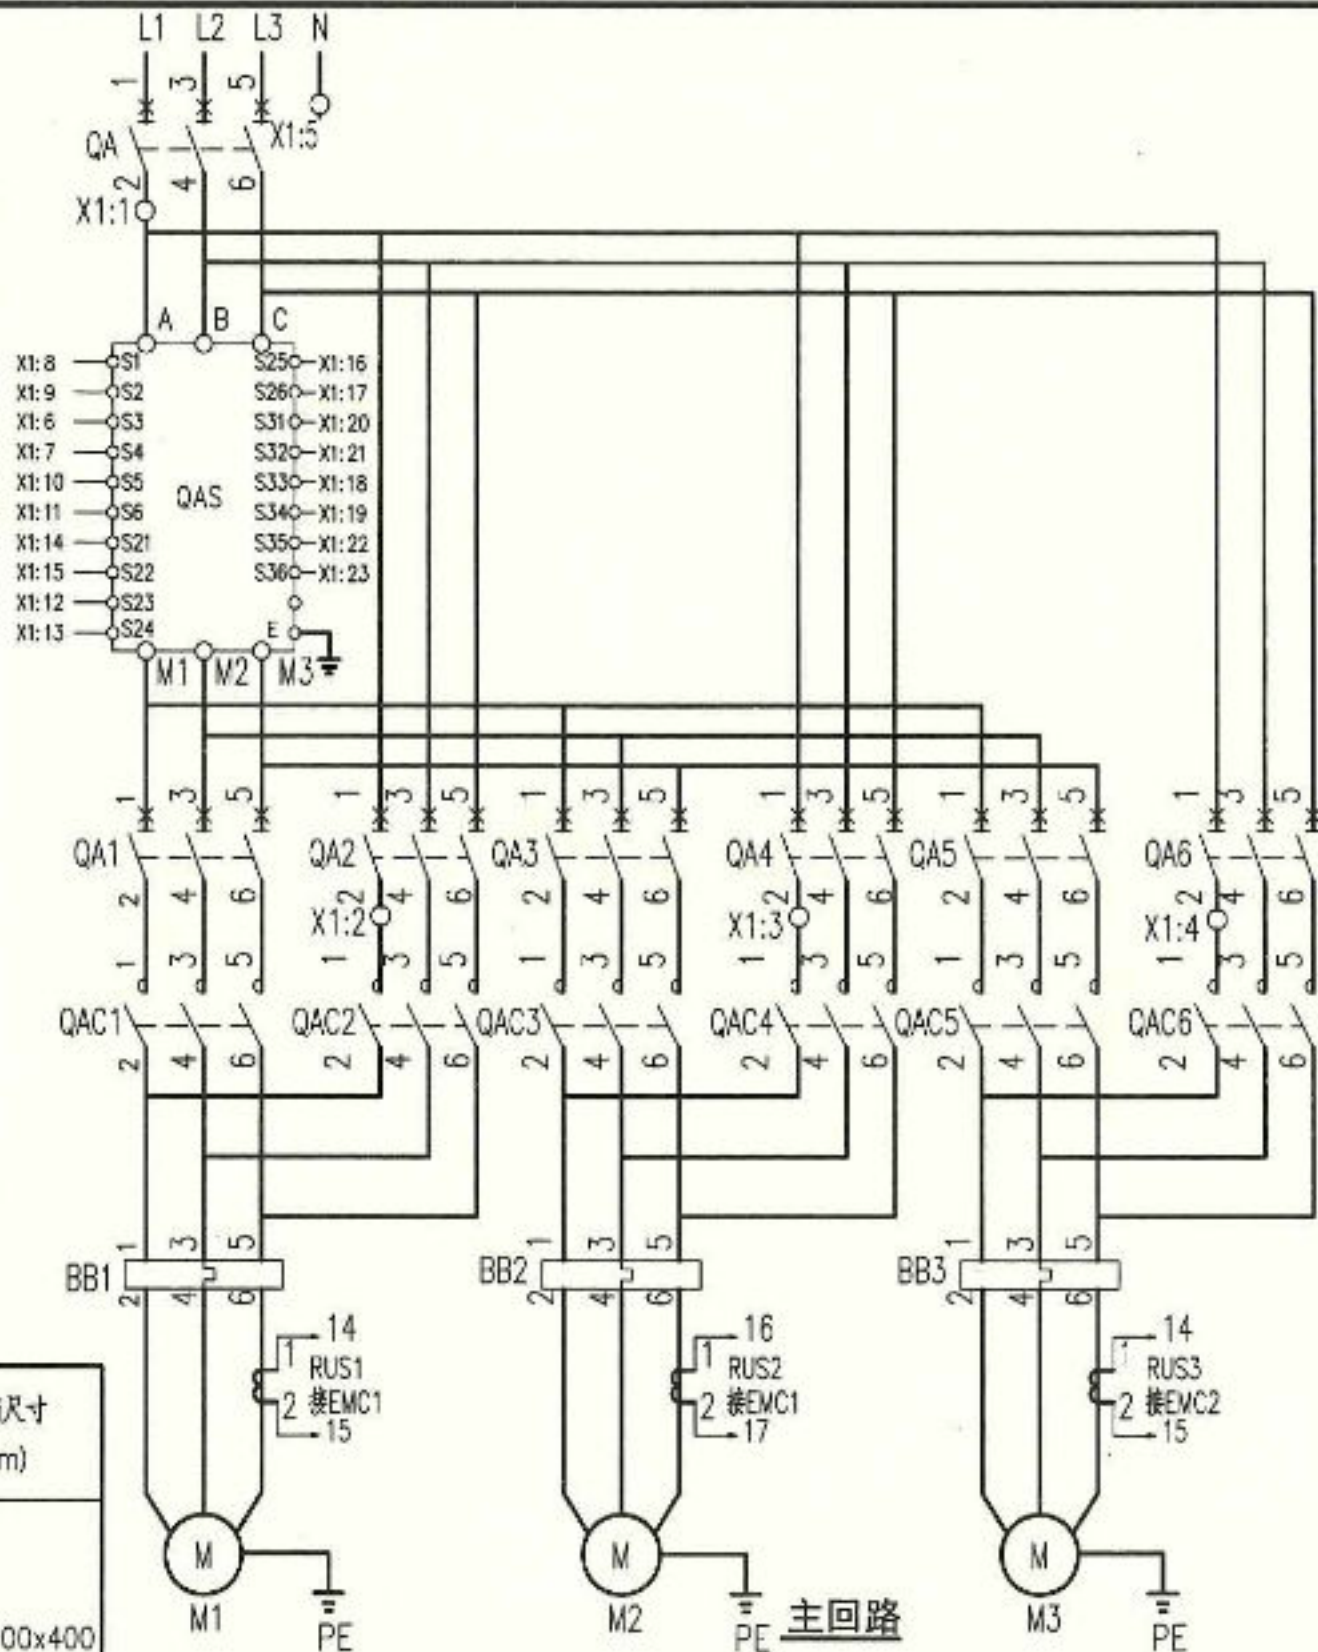 L1 L2 L3 N
1 3 5
QA X1:5
2 4 6
X1:1
A B C
X1:8 S1 S25 X1:16
X1:9 S2 S26 X1:17
X1:6 S3 S31 X1:20
X1:7 S4 S32 X1:21
X1:10 S5 S33 X1:18
X1:11 S6 QAS S34 X1:19
X1:14 S21 S35 X1:22
X1:15 S22 S36 X1:23
X1:12 S23
X1:13 S24 E
M1 M2 M3
1 3 5 1 3 5 1 3 5 1 3 5 1 3 5 1 3 5
QA1 QA2 QA3 QA4 QA5 QA6
2 4 6 2 4 6 2 4 6 2 4 6 2 4 6 2 4 6
X1:2 X1:3 X1:4
1 3 5 1 3 5 1 3 5 1 3 5 1 3 5 1 3 5
QAC1 QAC2 QAC3 QAC4 QAC5 QAC6
2 4 6 2 4 6 2 4 6 2 4 6 2 4 6 2 4 6
1 3 5 1 3 5 1 3 5
BB1 BB2 BB3
2 4 6 2 4 6 2 4 6
14 16 14
1 RUS1 1 RUS2 1 RUS3
2 接EMC1 2 接EMC1 2 接EMC2
15 17 15
尺寸
m)
M M M
M1 M2 M3
PE PE PE
主回路
00x400